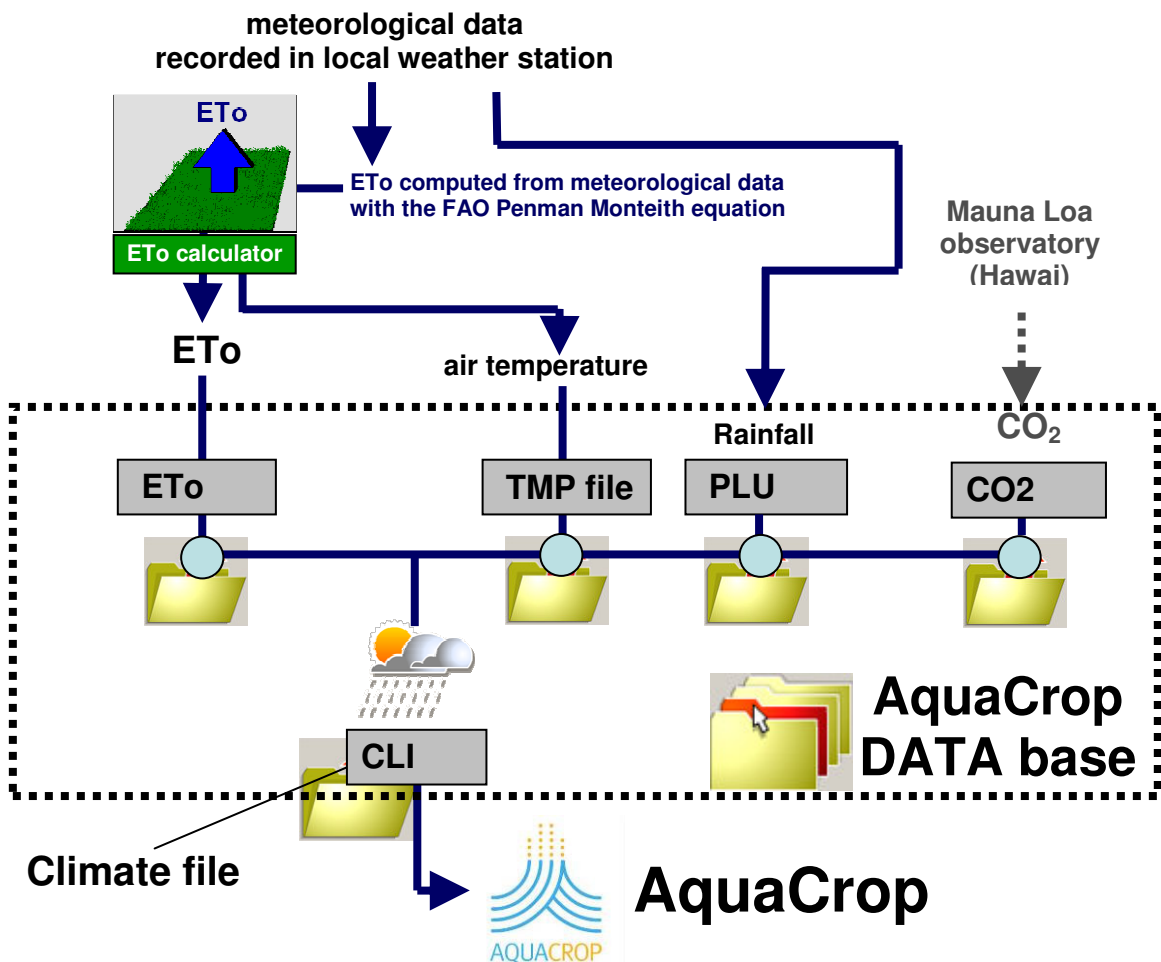 meteorological data
recorded in local weather station
ETo
ETo computed from meteorological data
with the FAO Penman Monteith equation
ETo calculator
Mauna Loa
observatory
(Hawai)
ETo
air temperature
Rainfall
CO₂
ETo
TMP file
PLU
CO2
AquaCrop
DATA base
CLI
Climate file
AquaCrop
AQUACROP